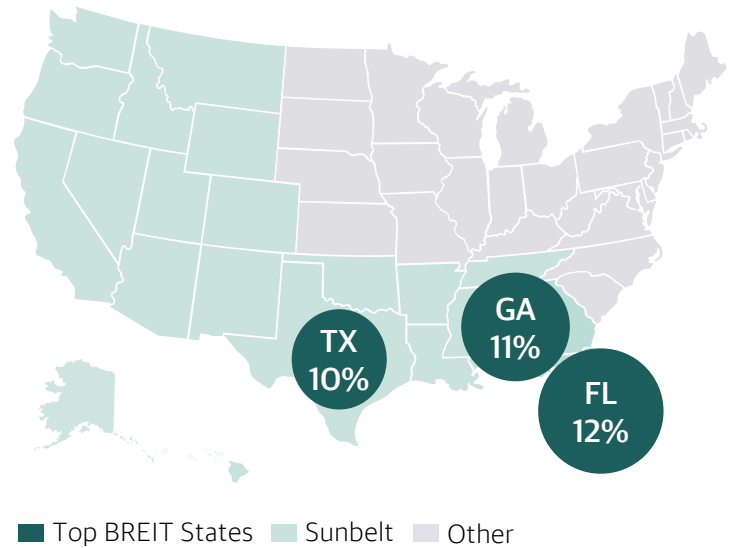 GA
11%
TX
10%
FL
12%
Top BREIT States
Sunbelt
Other